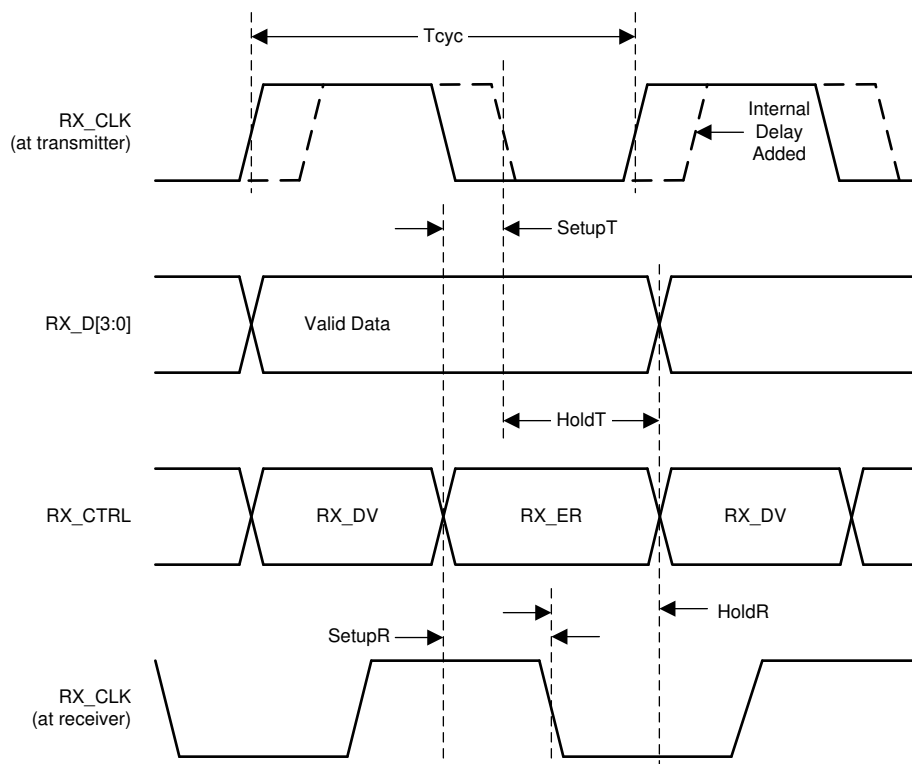 Tcyc
RX_CLK
(at transmitter)
Internal
Delay
Added
SetupT
RX_D[3:0]
Valid Data
HoldT
RX_CTRL
RX_DV
RX_ER
RX_DV
HoldR
SetupR
RX_CLK
(at receiver)